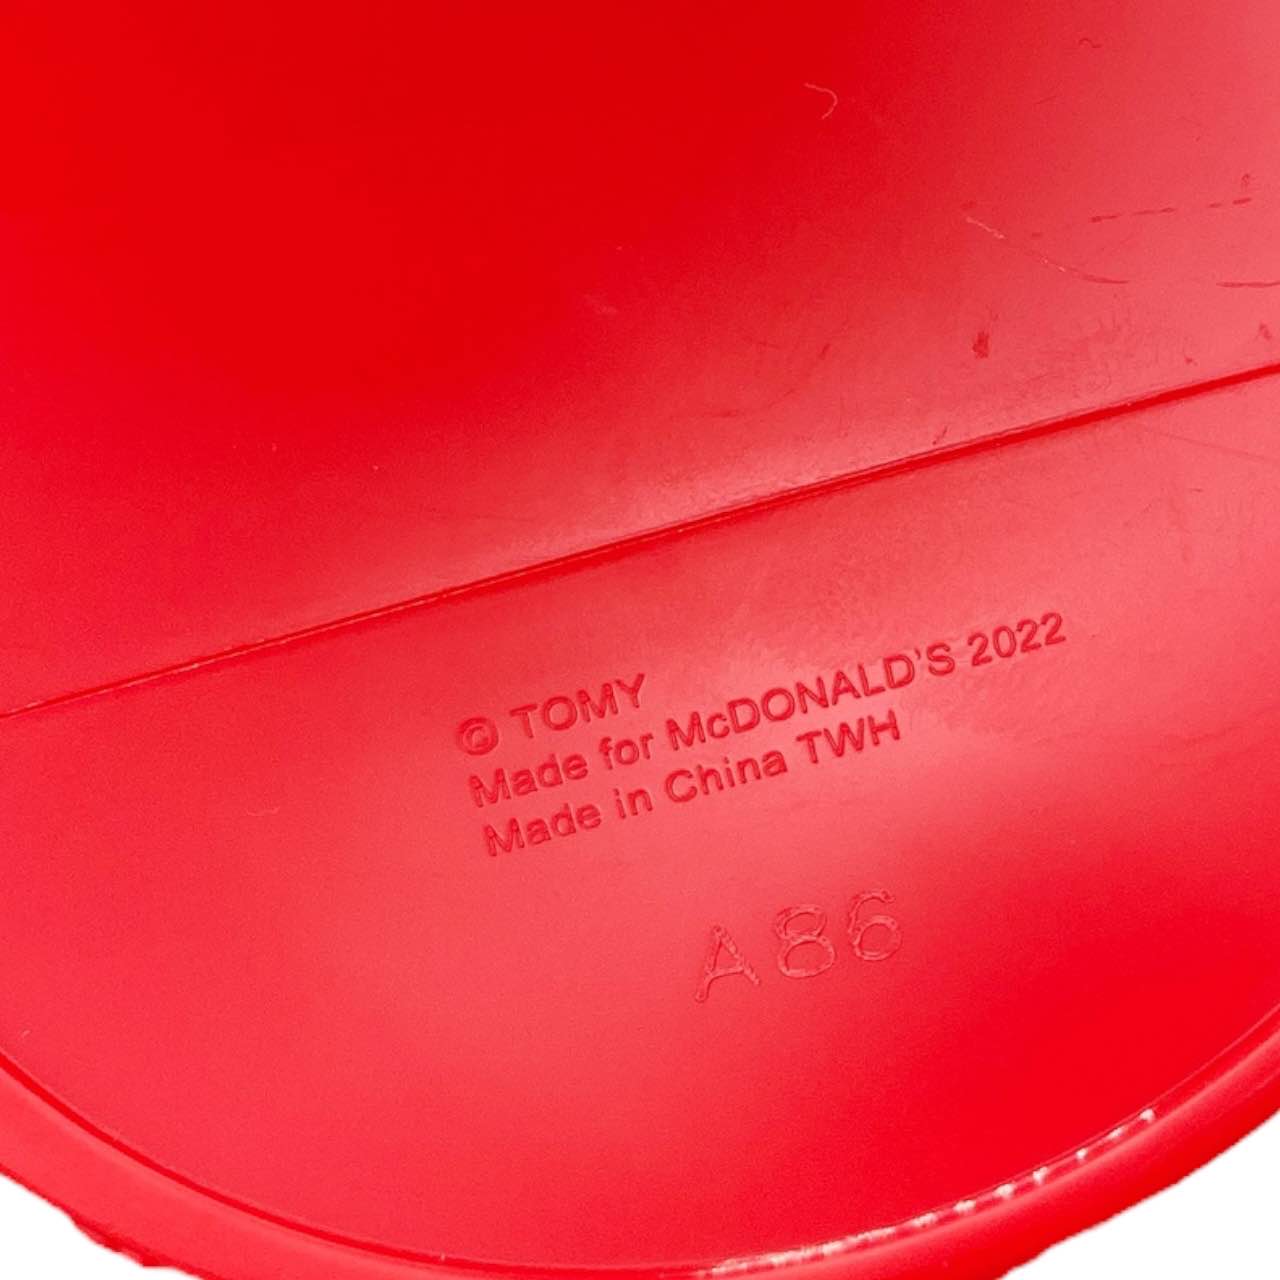 © TOMY
Made for McDONALD'S 2022
Made in China TWH
A86